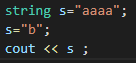 string s="aaaa";
s="b";
cout << s ;